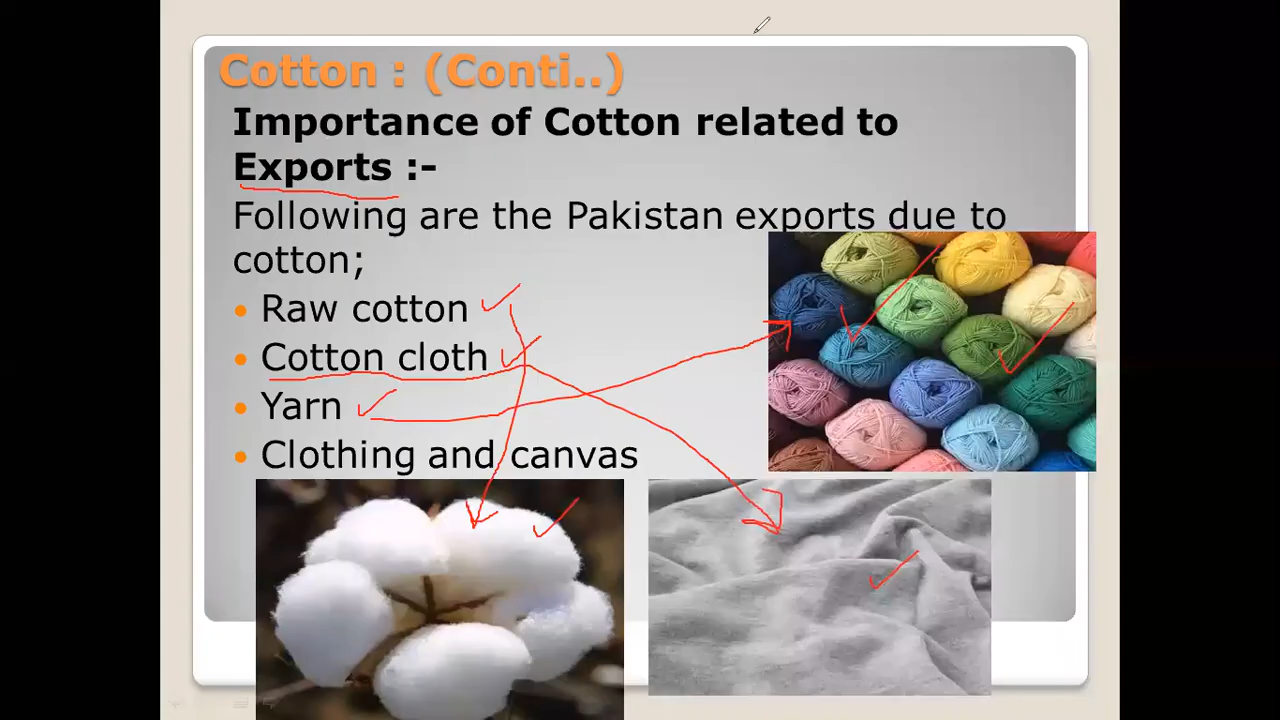 Cotton : (Conti..)
Importance of Cotton related to
Exports :-
Following are the Pakistan exports due to
cotton;
• Raw cotton
• Cotton cloth
• Yarn
• Clothing and canvas